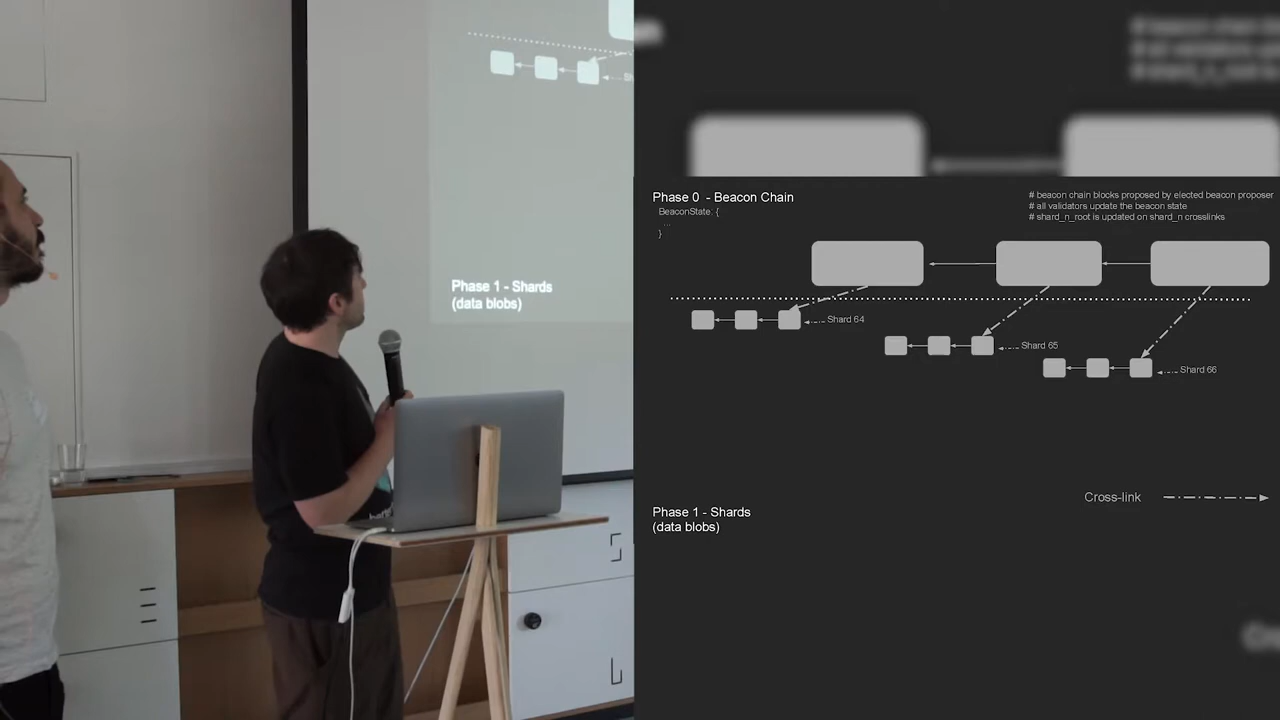 Phase 1 - Shards
(data blobs)
Phase 0 - Beacon Chain
BeaconState: {
...
}
# beacon chain blocks proposed by elected beacon proposer
# all validators update the beacon state
# shard_n_root is updated on shard_n crosslinks
Shard 64
Shard 65
Shard 66
Cross-link
Phase 1 - Shards
(data blobs)